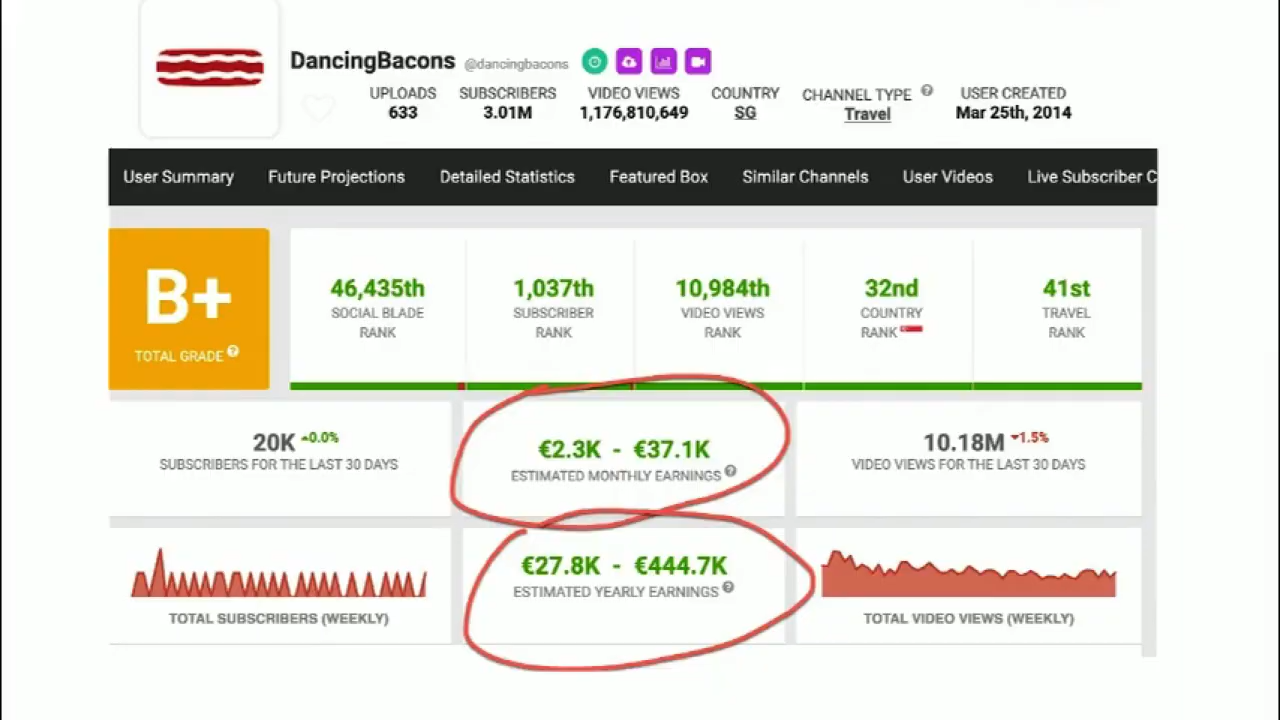 DancingBacons @dancingbacons
UPLOADS SUBSCRIBERS VIDEO VIEWS COUNTRY CHANNEL TYPE ? USER CREATED
633 3.01M 1,176,810,649 SG Travel Mar 25th, 2014
User Summary Future Projections Detailed Statistics Featured Box Similar Channels User Videos Live Subscriber C
B+
TOTAL GRADE ?
46,435th
SOCIAL BLADE
RANK
1,037th
SUBSCRIBER
RANK
10,984th
VIDEO VIEWS
RANK
32nd
COUNTRY
RANK
41st
TRAVEL
RANK
20K 0.0%
SUBSCRIBERS FOR THE LAST 30 DAYS
€2.3K - €37.1K
ESTIMATED MONTHLY EARNINGS ?
10.18M 1.5%
VIDEO VIEWS FOR THE LAST 30 DAYS
TOTAL SUBSCRIBERS (WEEKLY)
€27.8K - €444.7K
ESTIMATED YEARLY EARNINGS ?
TOTAL VIDEO VIEWS (WEEKLY)